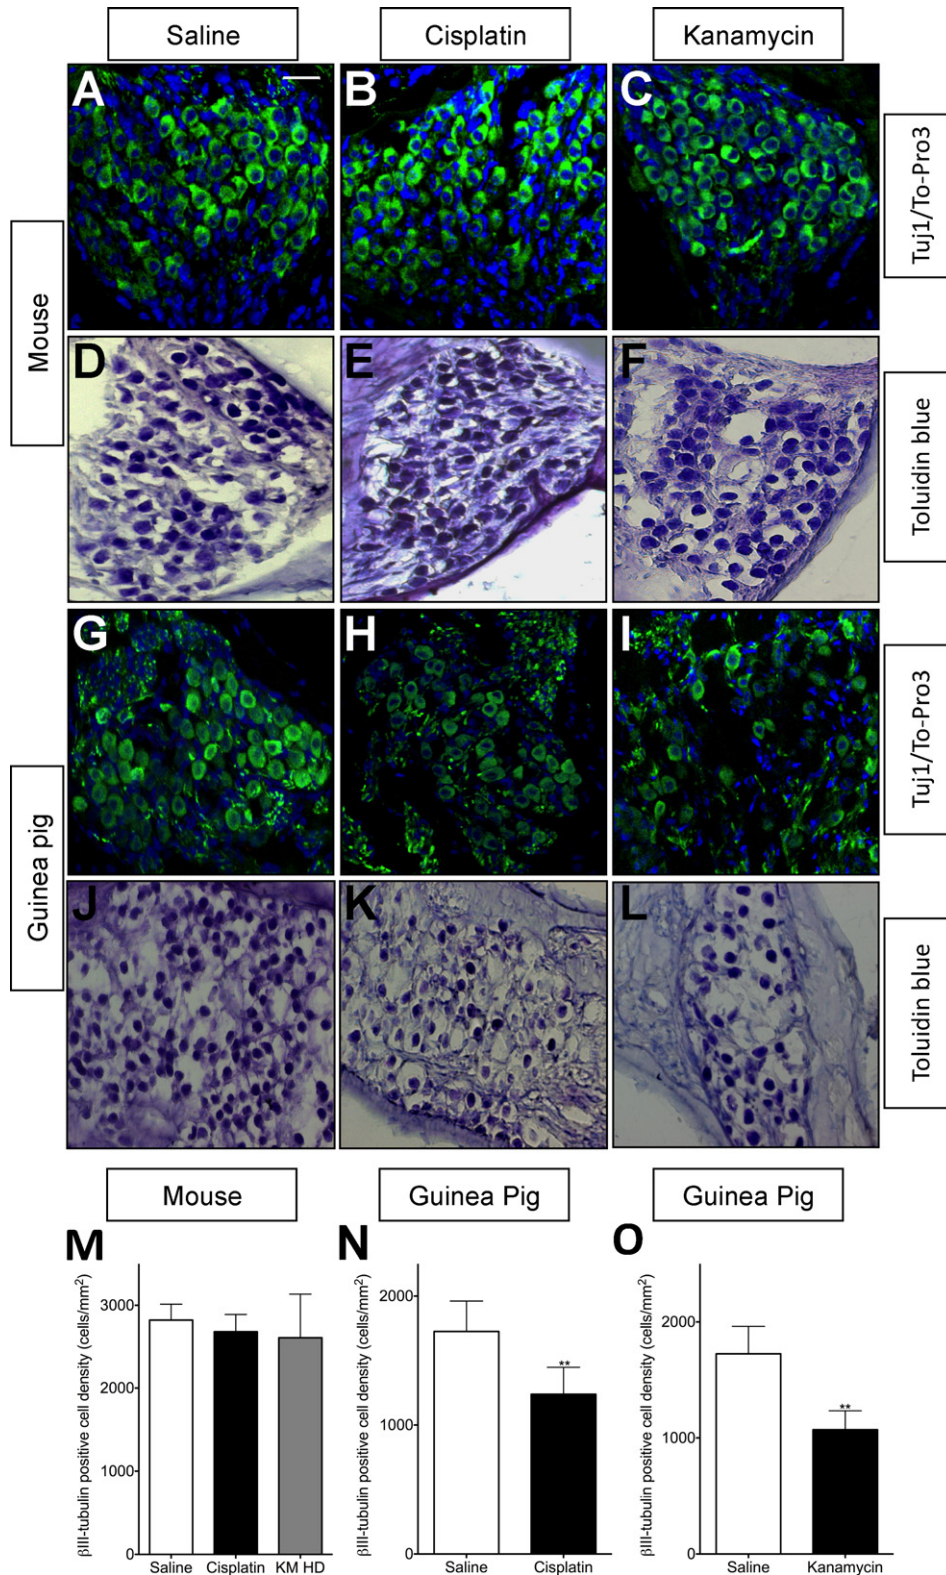 Saline
Cisplatin
Kanamycin
Mouse
A
B
C
Tuj1/To-Pro3
D
E
F
Toluidin blue
Guinea pig
G
H
I
Tuj1/To-Pro3
J
K
L
Toluidin blue
Mouse
Guinea Pig
Guinea Pig
M
βIII-tubulin positive cell density (cells/mm²)
3000
2000
1000
0
Saline Cisplatin KM HD
N
βIII-tubulin positive cell density (cells/mm²)
2000
1000
0
**
Saline Cisplatin
O
βIII-tubulin positive cell density (cells/mm²)
2000
1000
0
**
Saline Kanamycin